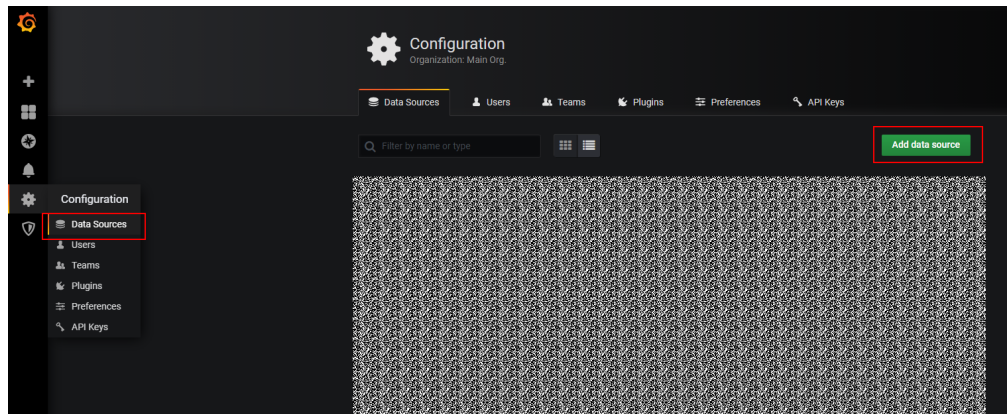 Configuration
Organization: Main Org.
Data Sources Users Teams Plugins Preferences API Keys
Filter by name or type
Add data source
Configuration
Data Sources
Users
Teams
Plugins
Preferences
API Keys